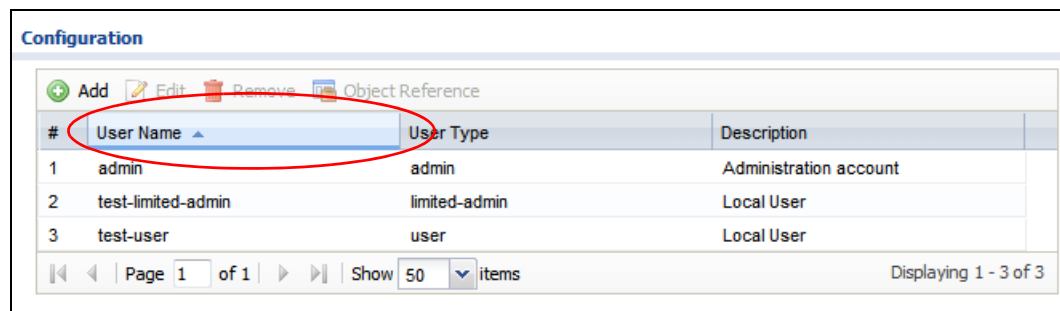 Configuration
Add Edit Remove Object Reference
# User Name User Type Description
1 admin admin Administration account
2 test-limited-admin limited-admin Local User
3 test-user user Local User
Page 1 of 1 Show 50 items Displaying 1 - 3 of 3